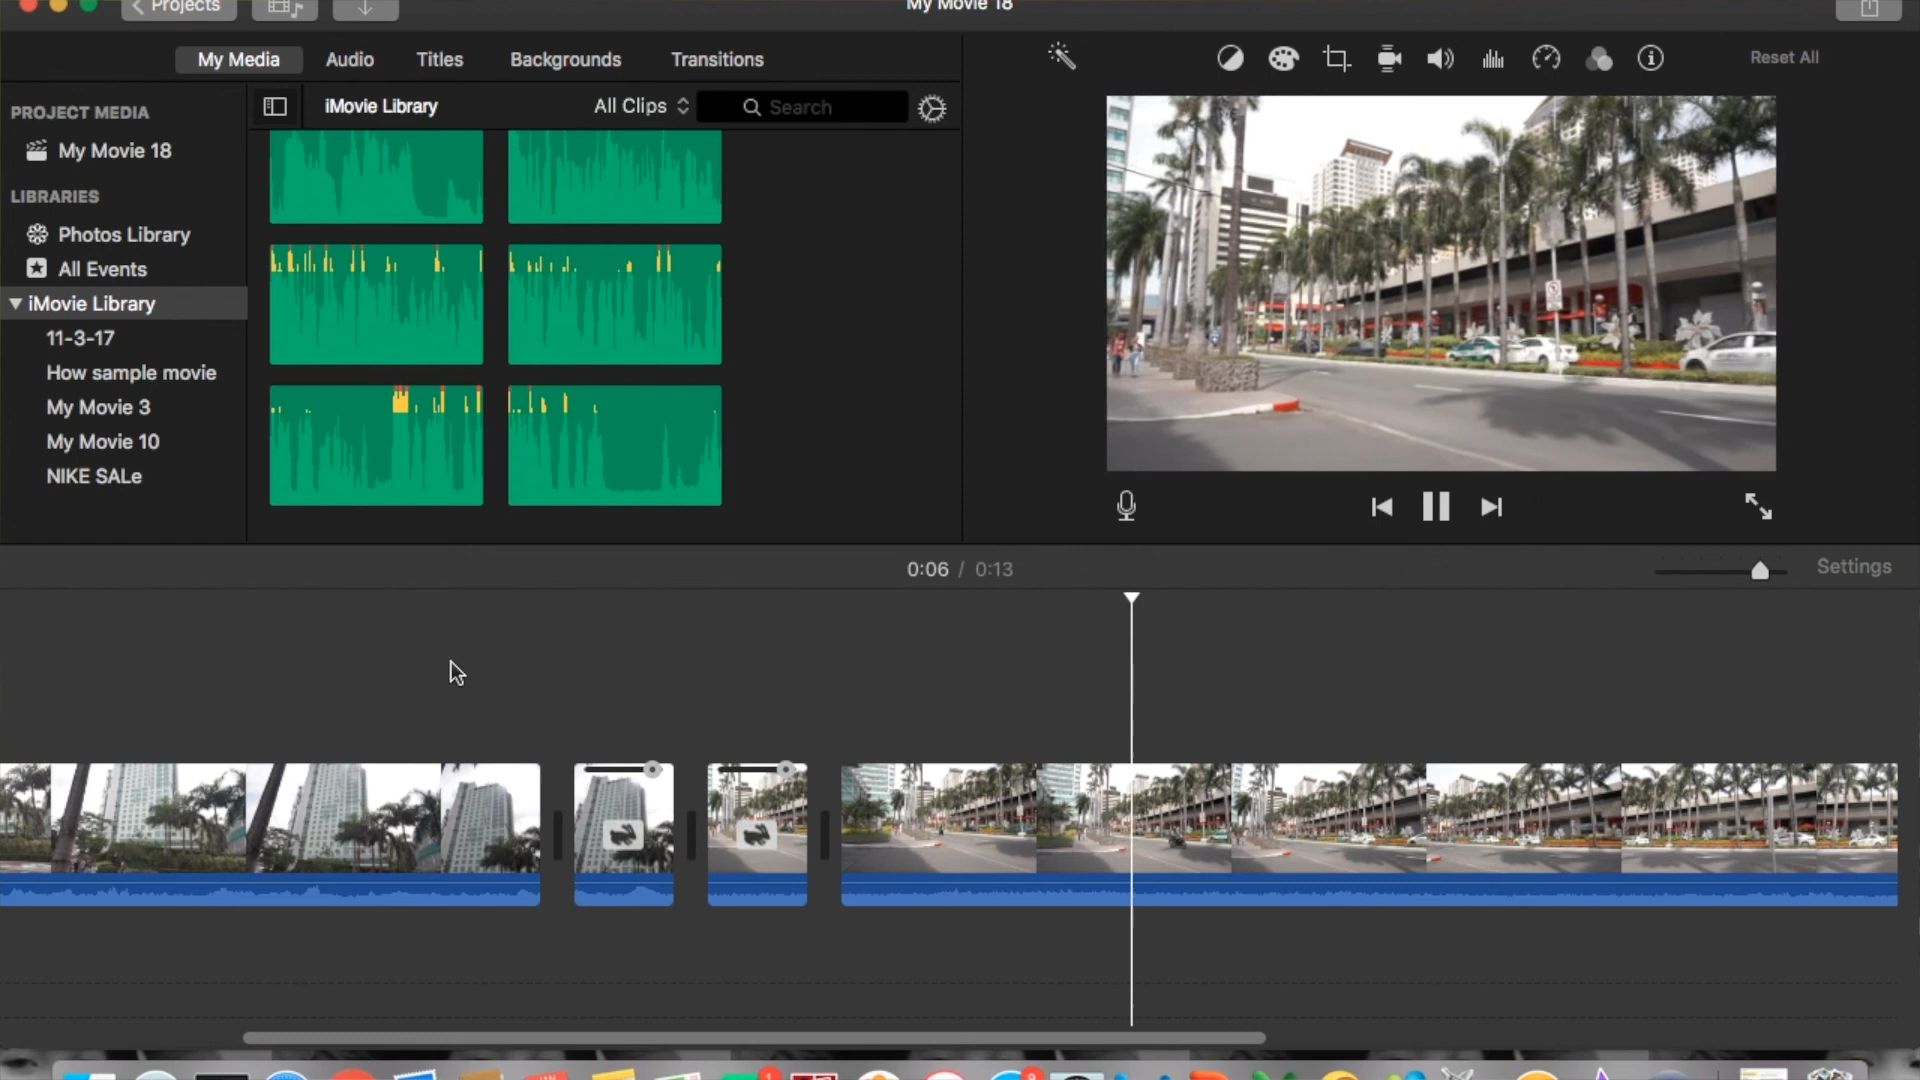 Projects
My Movie 18
My Media
Audio
Titles
Backgrounds
Transitions
Reset All
PROJECT MEDIA
My Movie 18
LIBRARIES
Photos Library
All Events
iMovie Library
11-3-17
How sample movie
My Movie 3
My Movie 10
NIKE SALe
iMovie Library
All Clips
Search
0:06 / 0:13
Settings